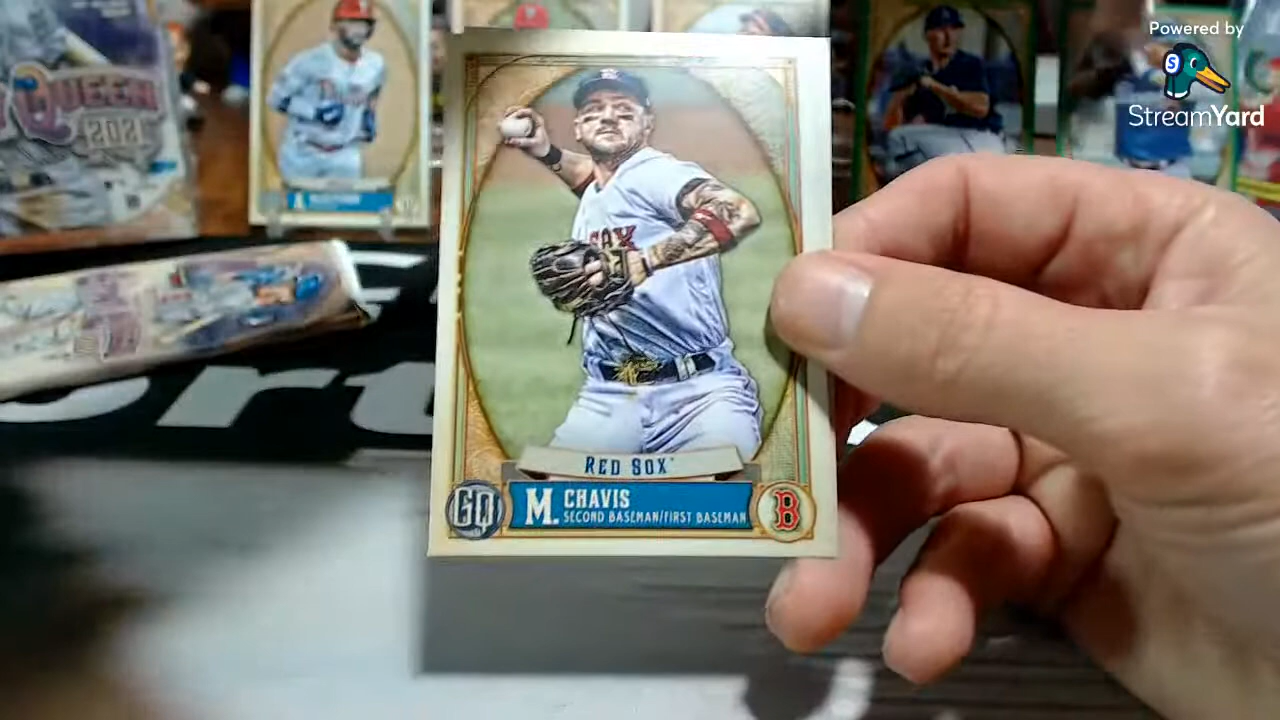 Powered by
StreamYard
S
QUEEN
2021
SOX
RED SOX
GQ
M. CHAVIS
SECOND BASEMAN/FIRST BASEMAN
B